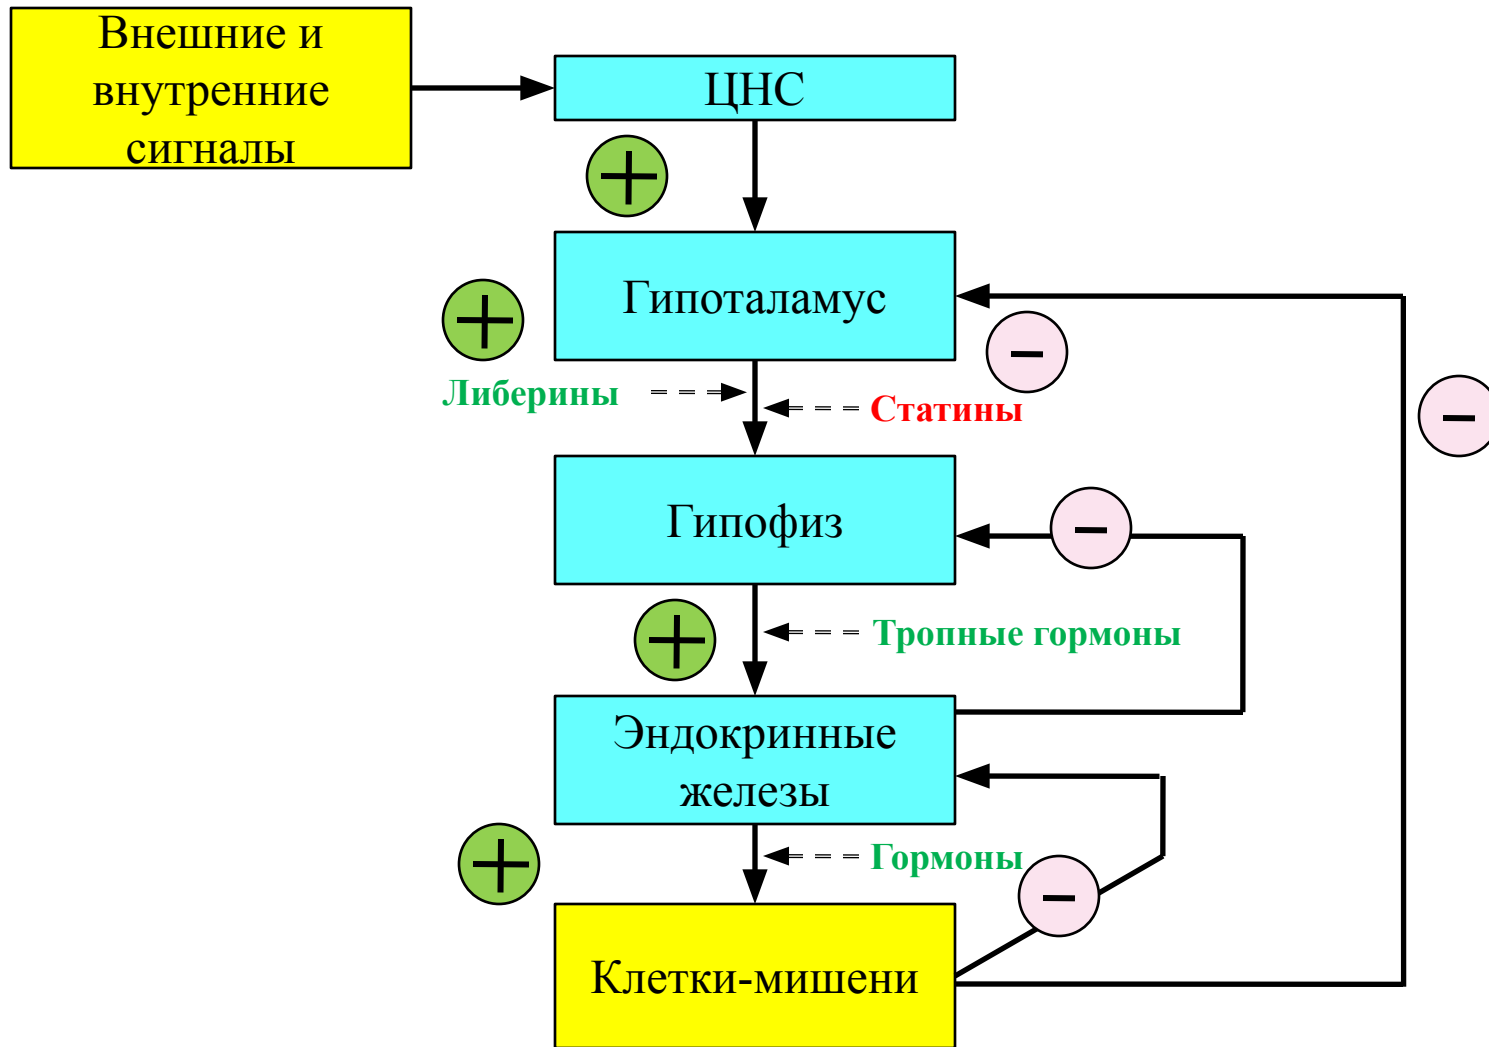 Внешние и
внутренние
сигналы
ЦНС
+
Гипоталамус
+
−
Либерины
Статины
−
Гипофиз
−
+
Тропные гормоны
Эндокринные
железы
+
Гормоны
−
Клетки-мишени